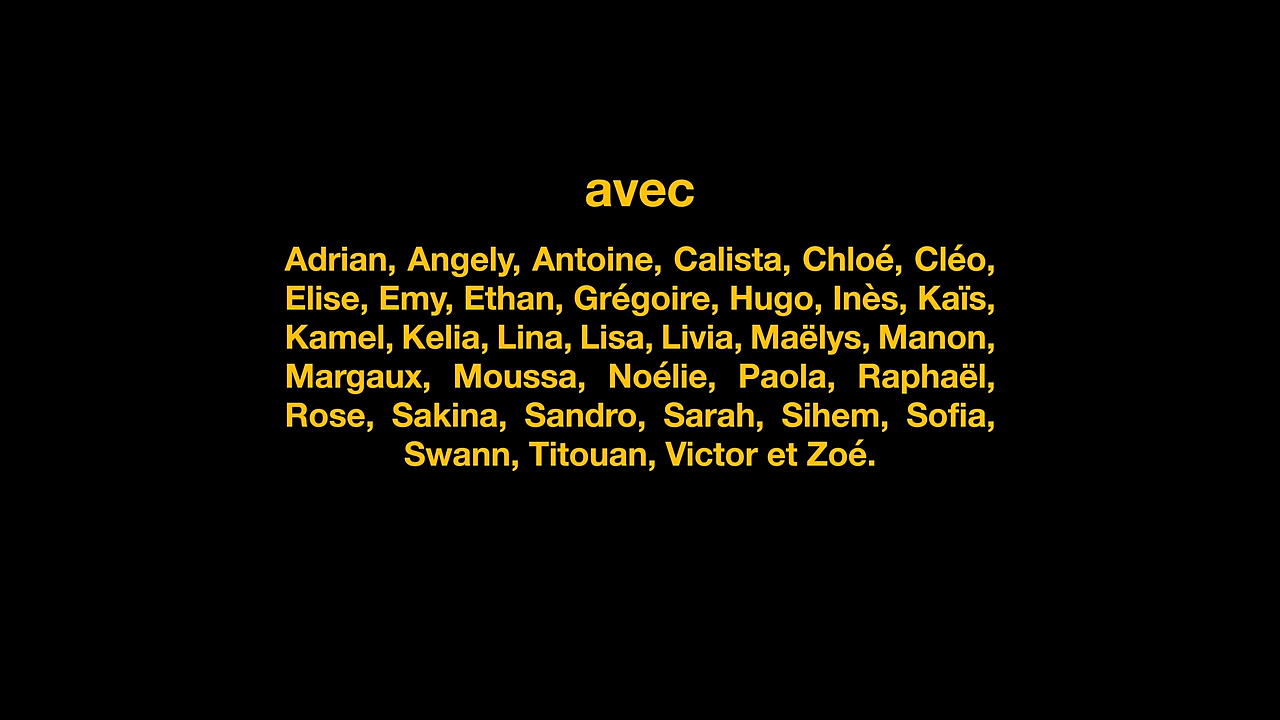 avec
Adrian, Angely, Antoine, Calista, Chloé, Cléo,
Elise, Emy, Ethan, Grégoire, Hugo, Inès, Kaïs,
Kamel, Kelia, Lina, Lisa, Livia, Maëlys, Manon,
Margaux, Moussa, Noélie, Paola, Raphaël,
Rose, Sakina, Sandro, Sarah, Sihem, Sofia,
Swann, Titouan, Victor et Zoé.